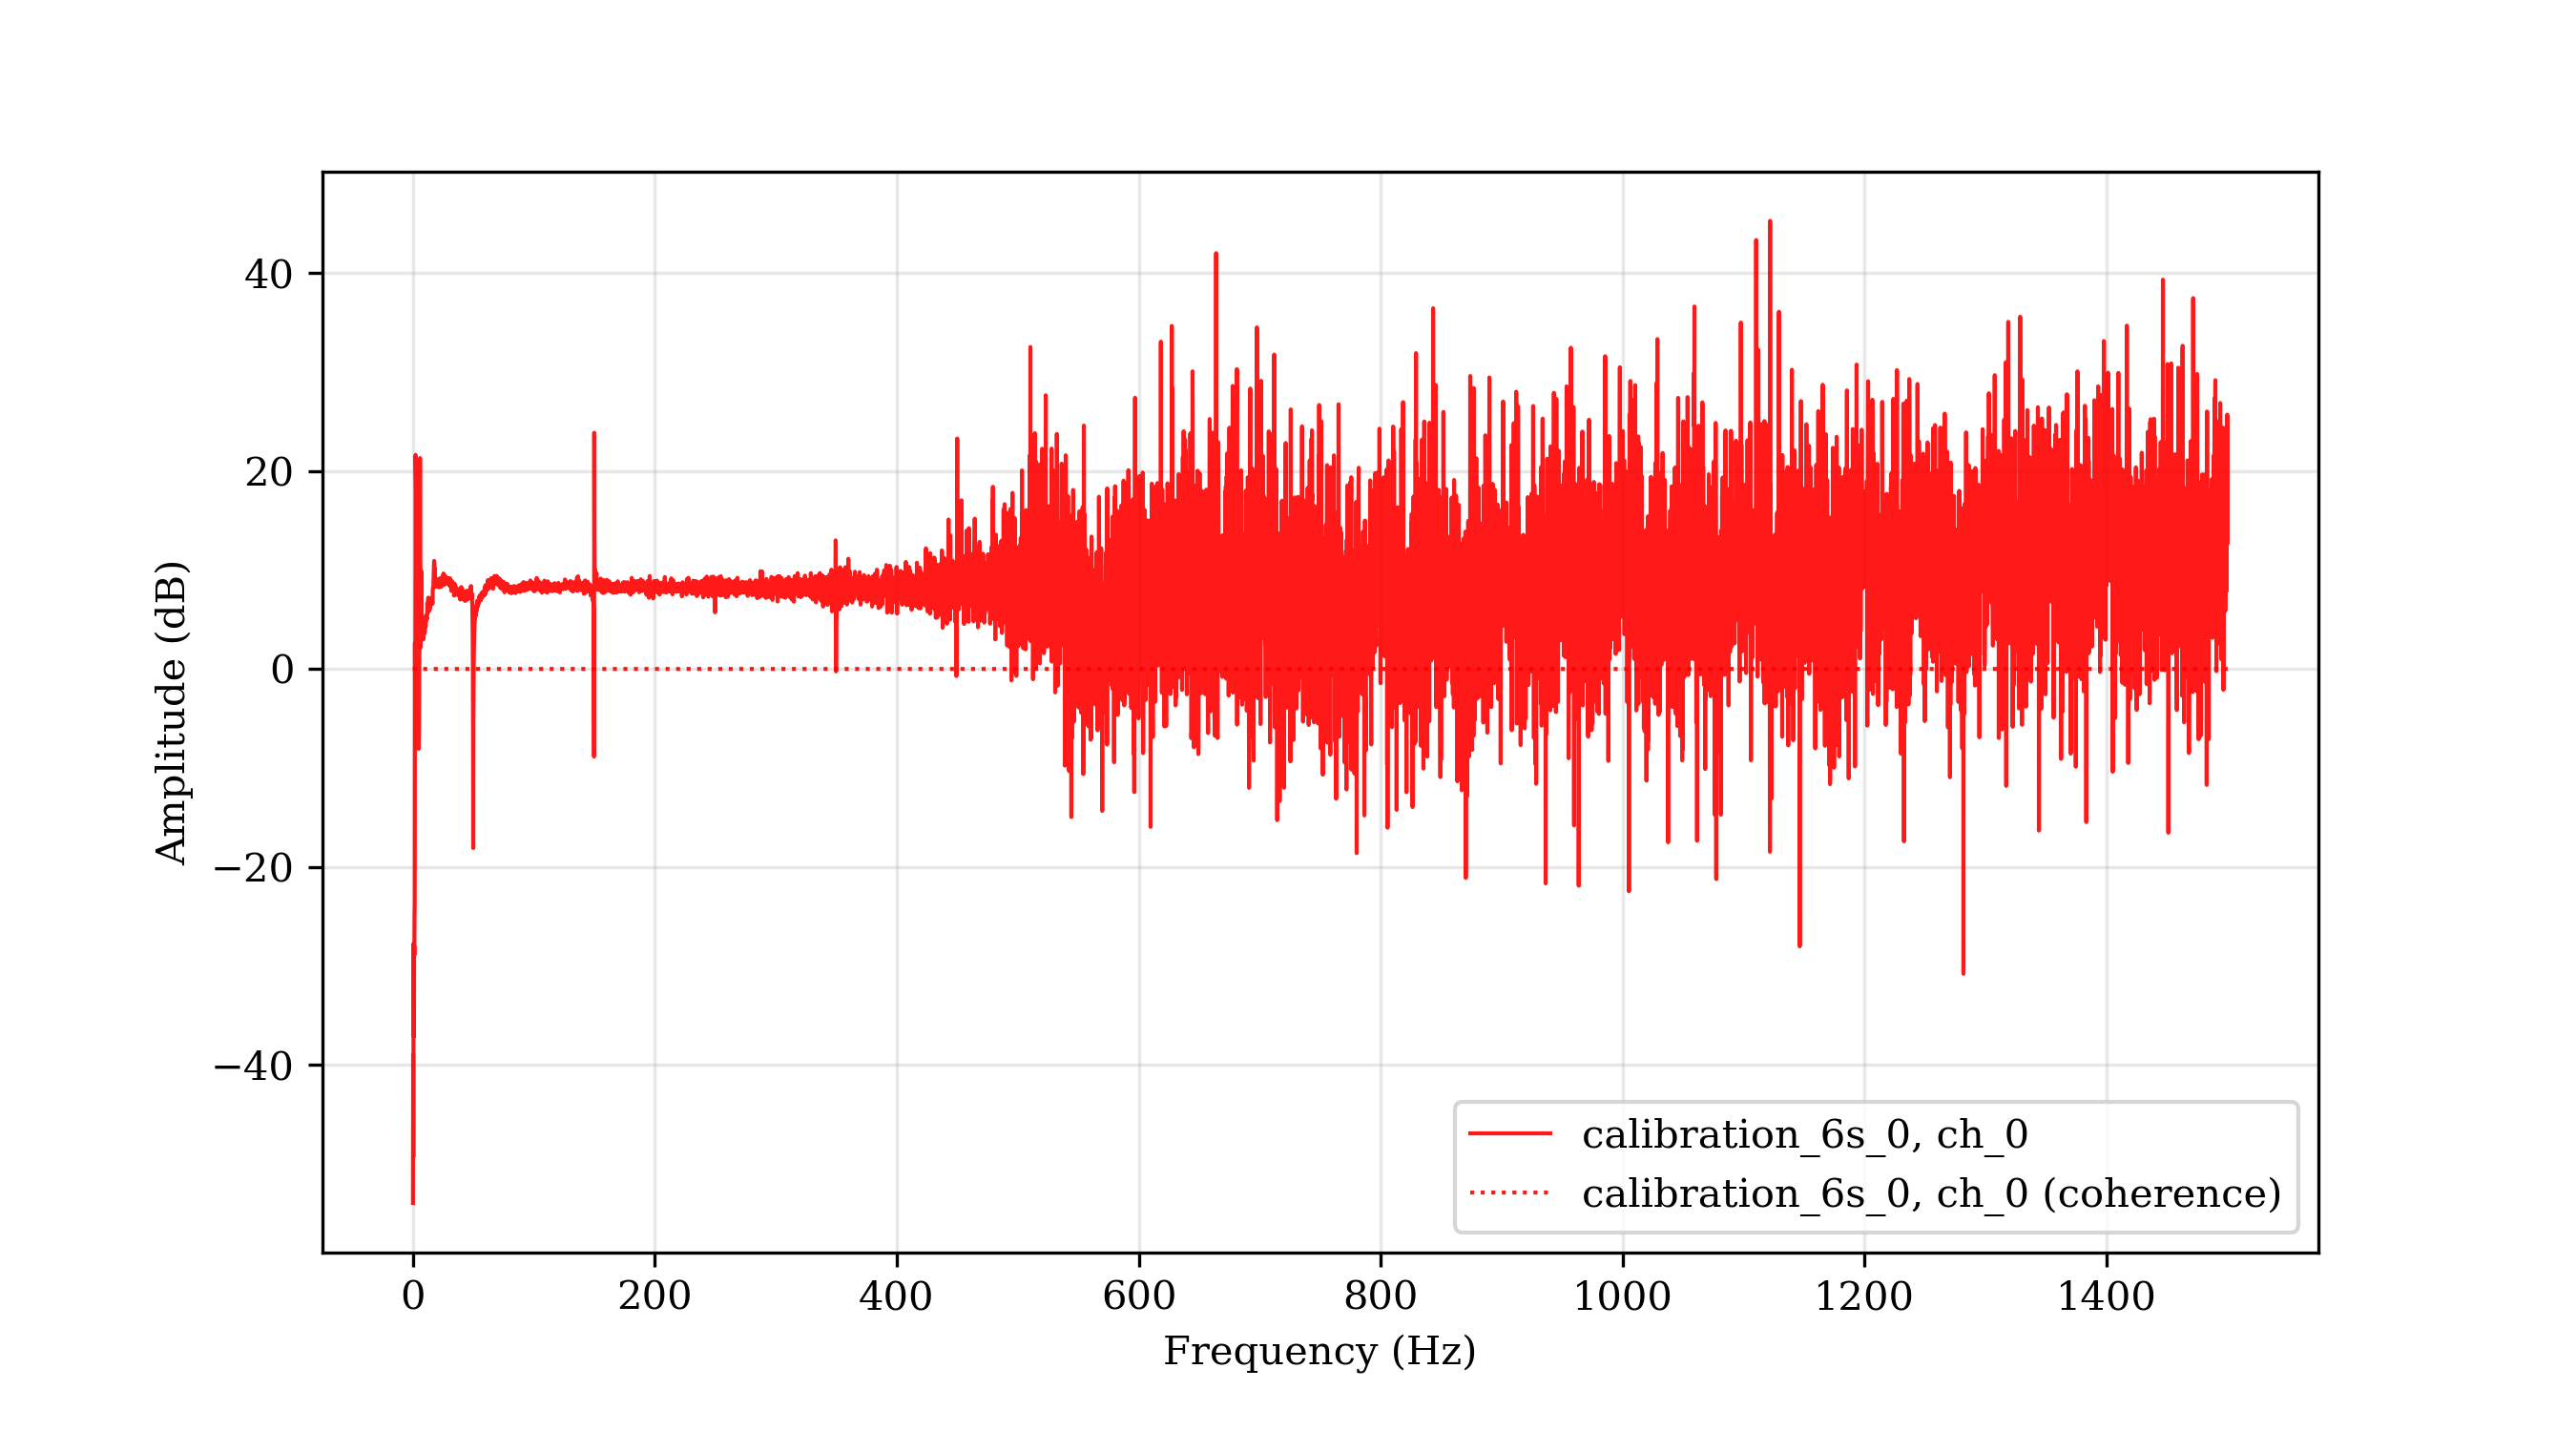 40
20
0
−20
−40
Amplitude (dB)
calibration_6s_0, ch_0
calibration_6s_0, ch_0 (coherence)
0 200 400 600 800 1000 1200 1400
Frequency (Hz)